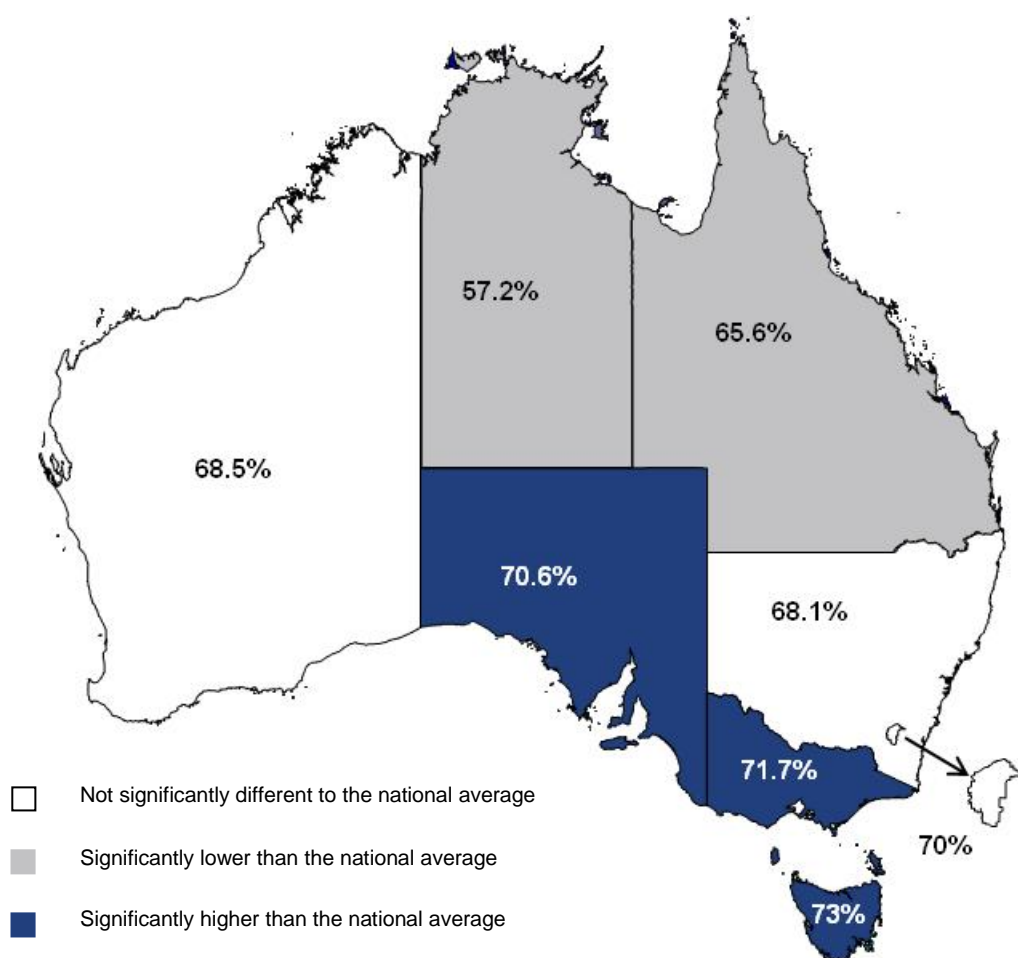 57.2%
65.6%
68.5%
70.6%
68.1%
71.7%
70%
73%
Not significantly different to the national average
Significantly lower than the national average
Significantly higher than the national average